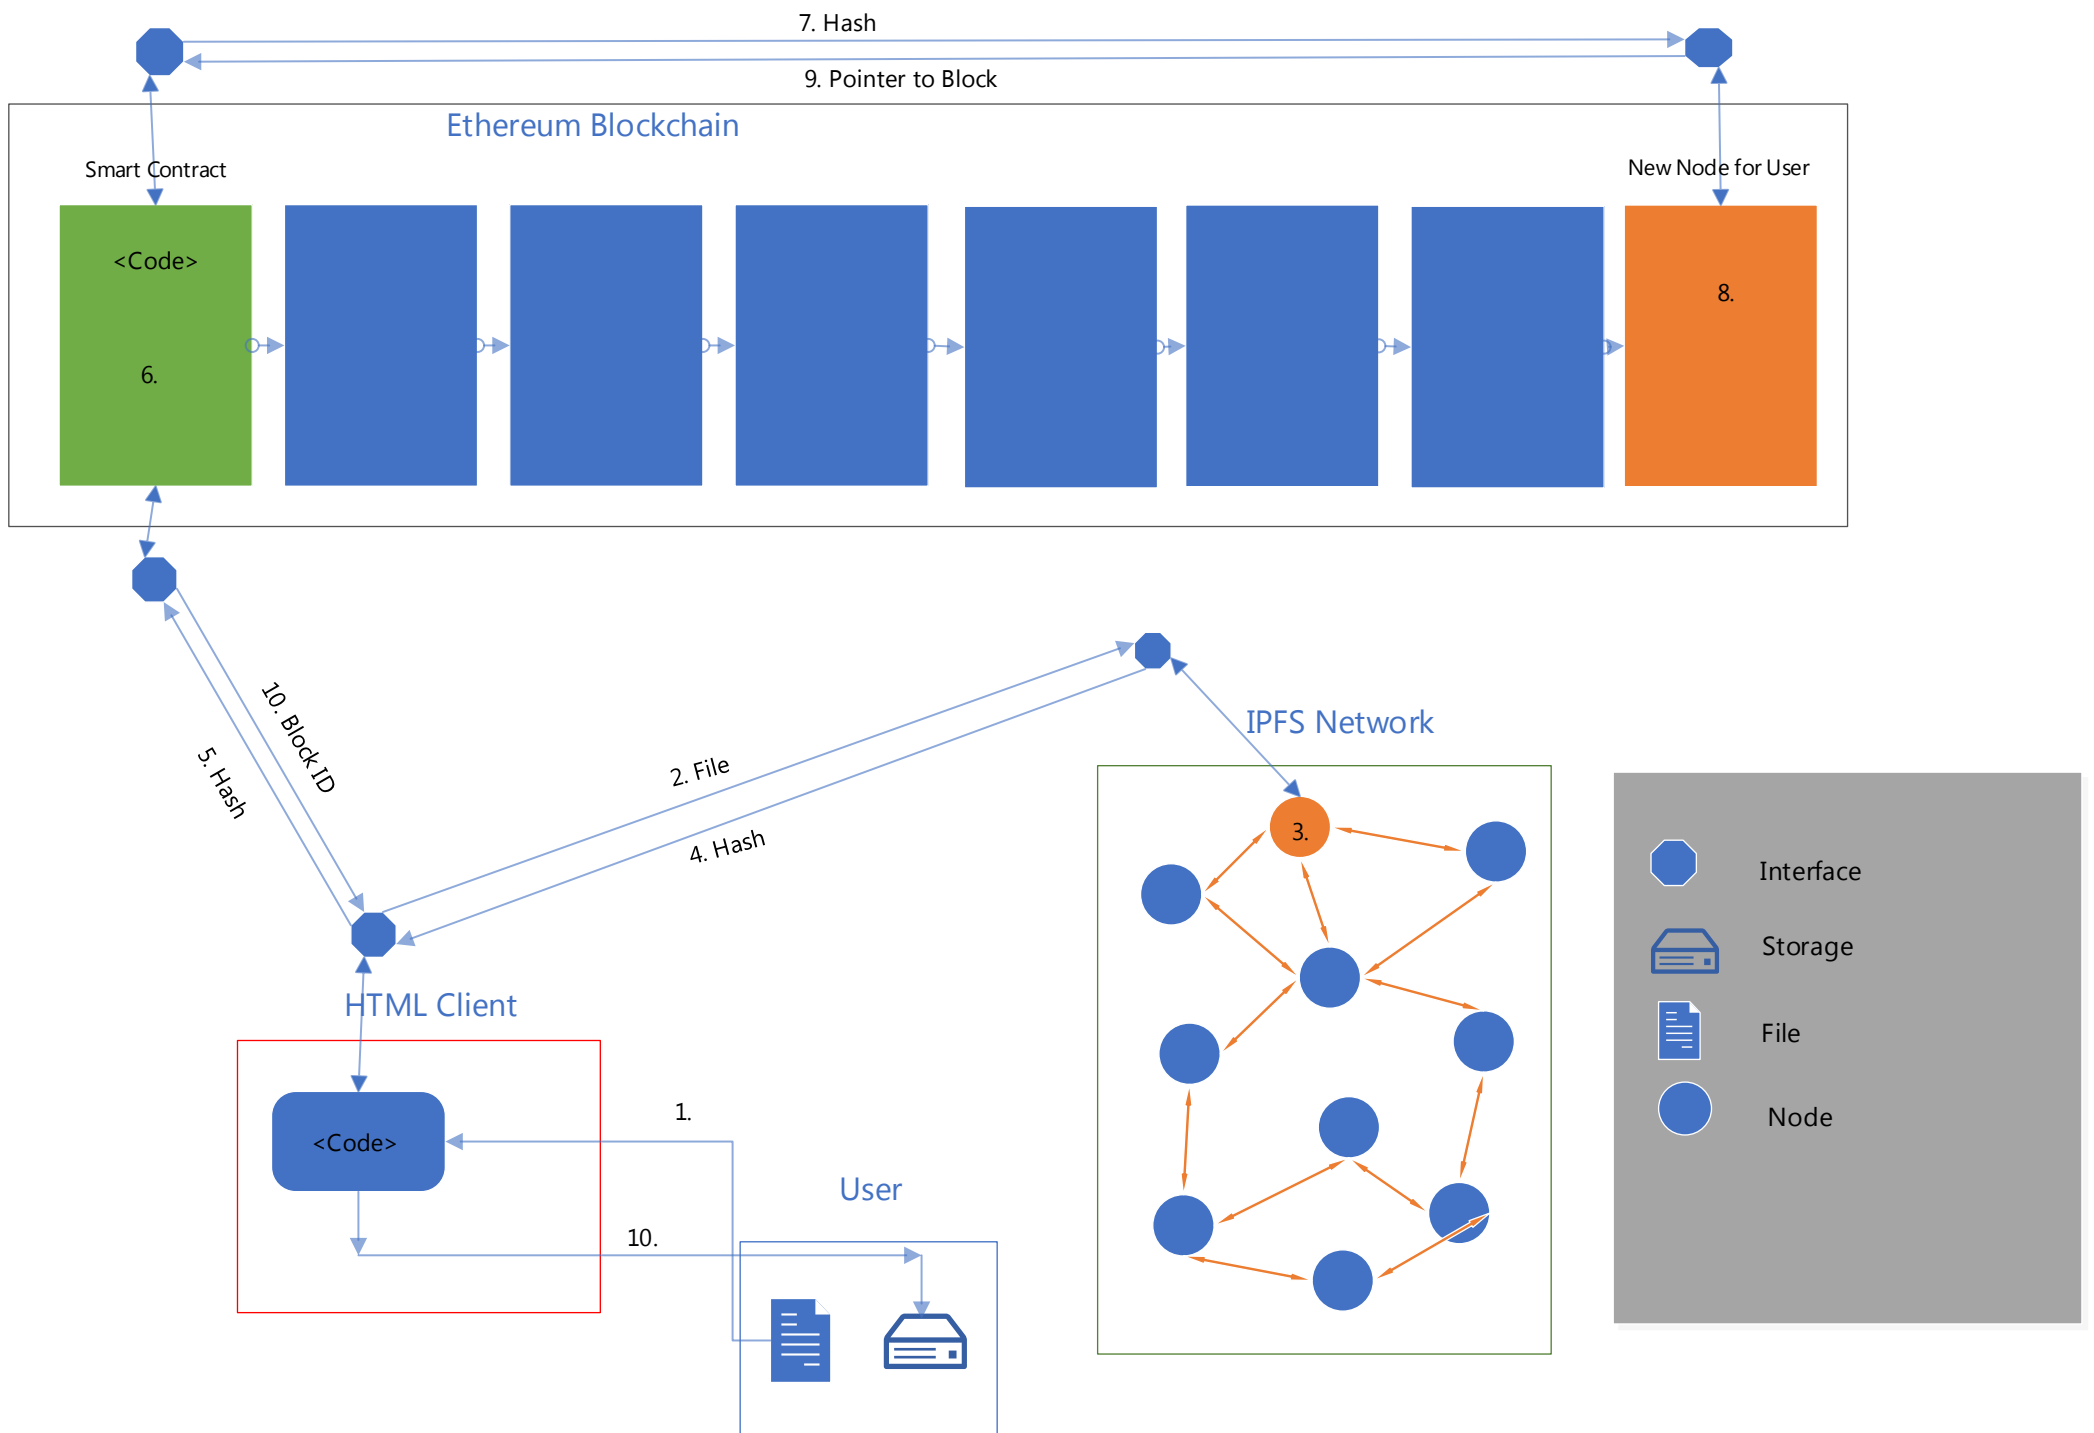 7. Hash
9. Pointer to Block
Ethereum Blockchain
Smart Contract
New Node for User
<Code>
8.
6.
10. Block ID
5. Hash
2. File
4. Hash
IPFS Network
3.
Interface
Storage
File
Node
HTML Client
<Code>
1.
User
10.